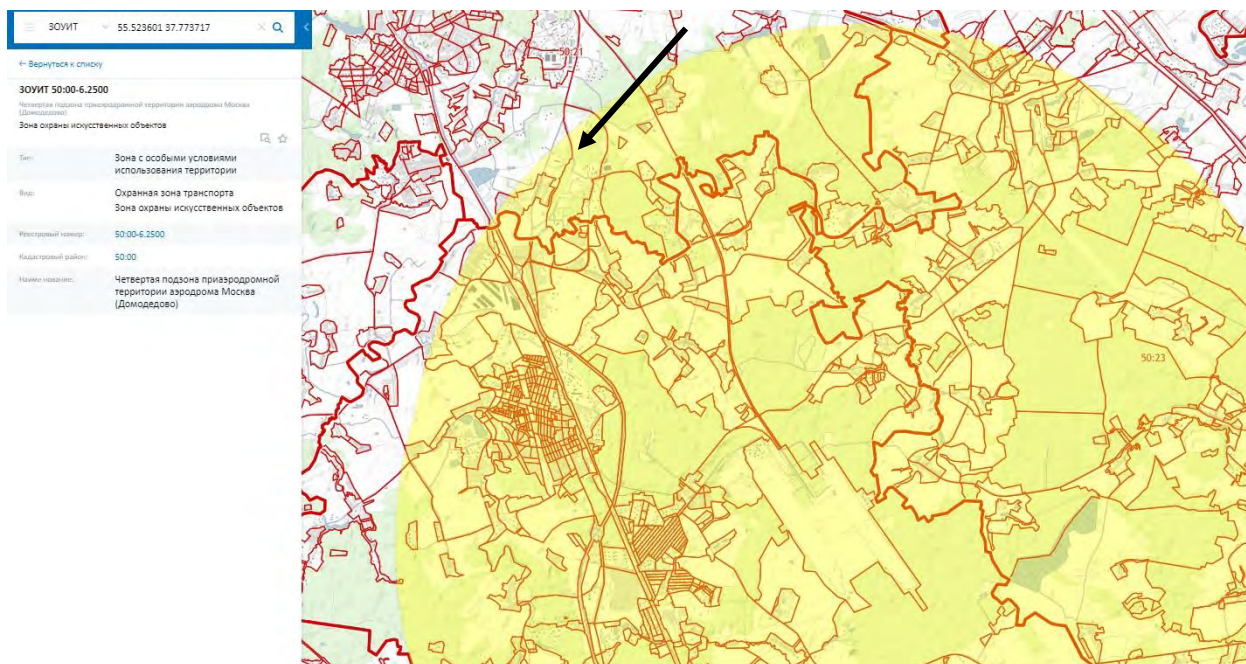 ЗОУИТ 55.523601 37.773717
← Вернуться к списку
ЗОУИТ 50:00-6.2500
Четвертая подзона приаэродромной территории аэродрома Москва
(Домодедово)
Зона охраны искусственных объектов
Тип: Зона с особыми условиями
использования территории
Вид: Охранная зона транспорта
Зона охраны искусственных объектов
Реестровый номер: 50:00-6.2500
Кадастровый район: 50:00
Наименование: Четвертая подзона приаэродромной
территории аэродрома Москва
(Домодедово)
50:21
50:23